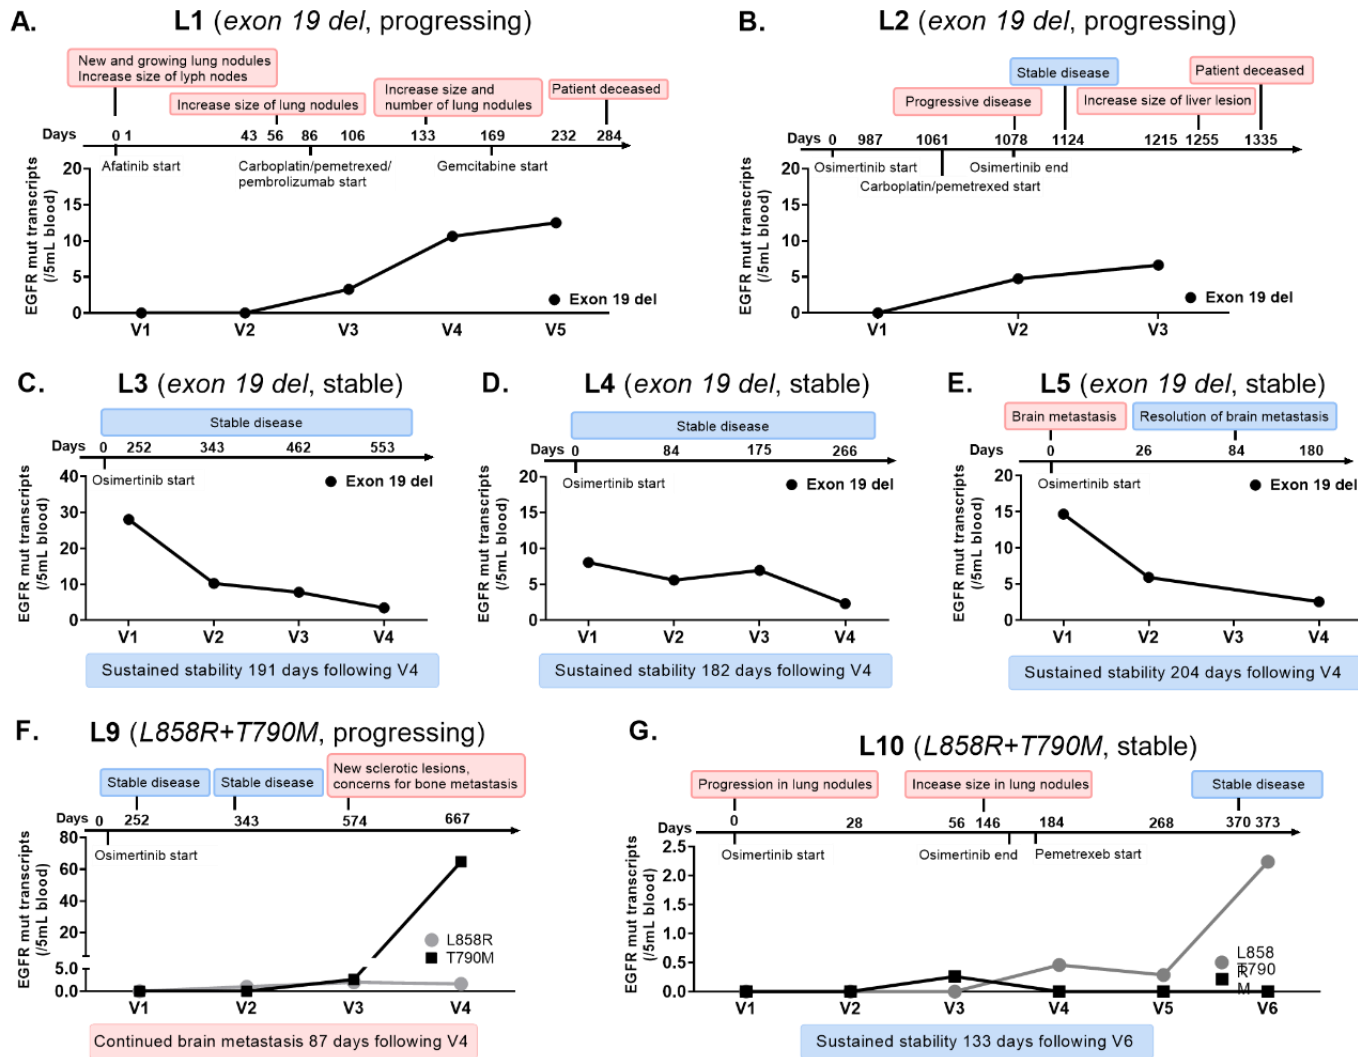 A. L1 (exon 19 del, progressing)
New and growing lung nodules
Increase size of lyph nodes
Increase size of lung nodules
Increase size and
number of lung nodules
Patient deceased
Days 0 1 43 56 86 106 133 169 232 284
Afatinib start
Carboplatin/pemetrexed/
pembrolizumab start
Gemcitabine start
EGFR mut transcripts
(/5mL blood)
20
15
10
5
0
Exon 19 del
V1 V2 V3 V4 V5
B. L2 (exon 19 del, progressing)
Stable disease
Patient deceased
Progressive disease
Increase size of liver lesion
Days 0 987 1061 1078 1124 1215 1255 1335
Osimertinib start
Osimertinib end
Carboplatin/pemetrexed start
EGFR mut transcripts
(/5mL blood)
20
15
10
5
0
Exon 19 del
V1 V2 V3
C. L3 (exon 19 del, stable)
Stable disease
Days 0 252 343 462 553
Osimertinib start
EGFR mut transcripts
(/5mL blood)
40
30
20
10
0
Exon 19 del
V1 V2 V3 V4
Sustained stability 191 days following V4
D. L4 (exon 19 del, stable)
Stable disease
Days 0 84 175 266
Osimertinib start
EGFR mut transcripts
(/5mL blood)
20
15
10
5
0
Exon 19 del
V1 V2 V3 V4
Sustained stability 182 days following V4
E. L5 (exon 19 del, stable)
Brain metastasis
Resolution of brain metastasis
Days 0 26 84 180
Osimertinib start
EGFR mut transcripts
(/5mL blood)
20
15
10
5
0
Exon 19 del
V1 V2 V3 V4
Sustained stability 204 days following V4
F. L9 (L858R+T790M, progressing)
Stable disease
Stable disease
New sclerotic lesions,
concerns for bone metastasis
Days 0 252 343 574 667
Osimertinib start
EGFR mut transcripts
(/5mL blood)
80
60
40
20
5.0
0.0
L858R
T790M
V1 V2 V3 V4
Continued brain metastasis 87 days following V4
G. L10 (L858R+T790M, stable)
Progression in lung nodules
Incease size in lung nodules
Stable disease
Days 0 28 56 146 184 268 370 373
Osimertinib start
Osimertinib end
Pemetrexeb start
EGFR mut transcripts
(/5mL blood)
2.5
2.0
1.5
1.0
0.5
0.0
L858
R
T790
M
V1 V2 V3 V4 V5 V6
Sustained stability 133 days following V6